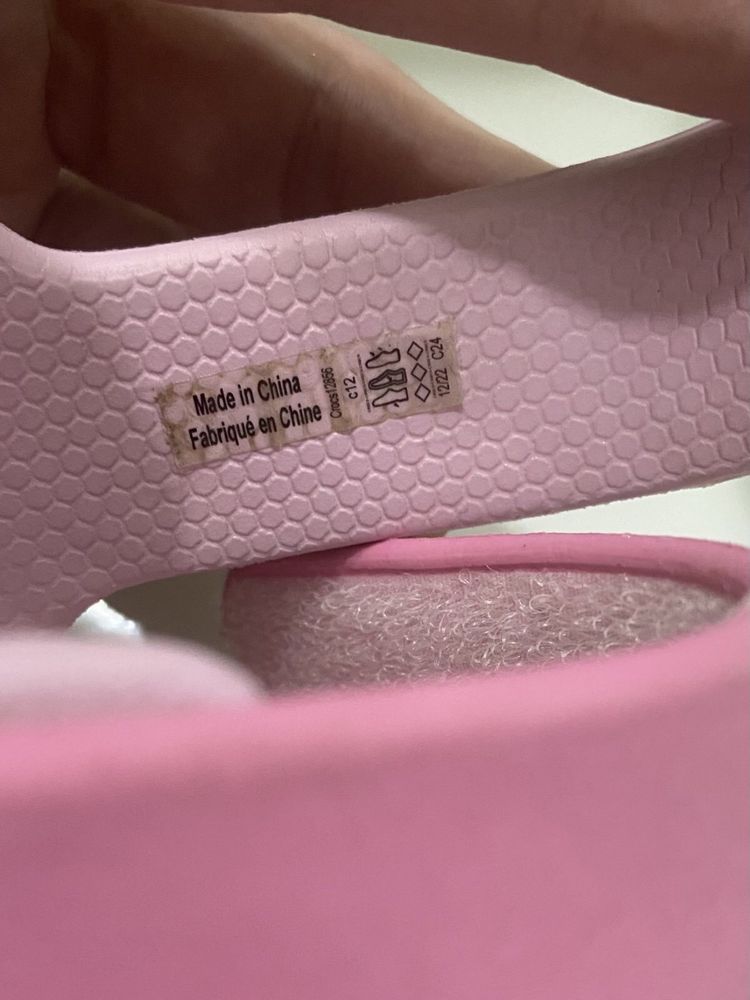 Made in China
Fabriqué en Chine
Crocs12856
c12
12/22 C24